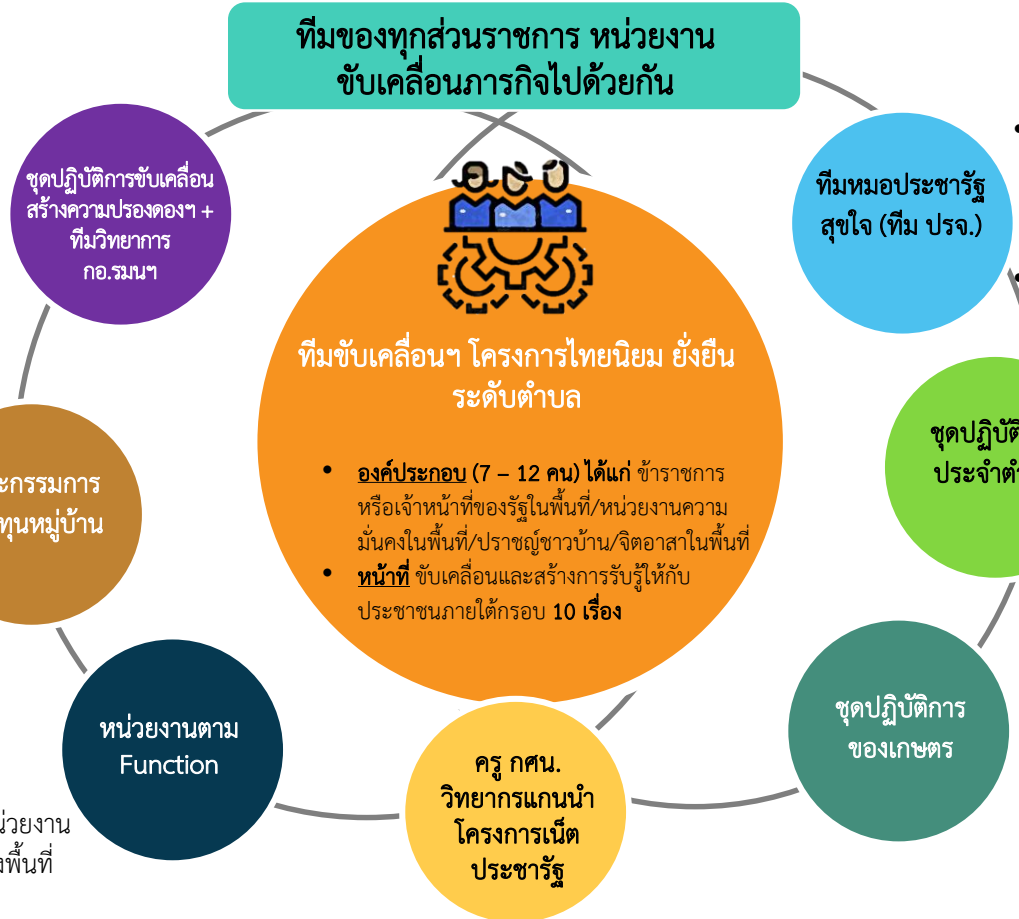 ทีมของทุกส่วนราชการ หน่วยงาน
ขับเคลื่อนภารกิจไปด้วยกัน
ชุดปฏิบัติการขับเคลื่อน
สร้างความปรองดองฯ +
ทีมวิทยาการ
กอ.รมนฯ
ทีมหมอประชารัฐ
สุขใจ (ทีม ปรจ.)
ทีมขับเคลื่อนฯ โครงการไทยนิยม ยั่งยืน
ระดับตำบล
• องค์ประกอบ (7 – 12 คน) ได้แก่ ข้าราชการ
หรือเจ้าหน้าที่ของรัฐในพื้นที่/หน่วยงานความ
มั่นคงในพื้นที่/ปราชญ์ชาวบ้าน/จิตอาสาในพื้นที่
• หน้าที่ ขับเคลื่อนและสร้างการรับรู้ให้กับ
ประชาชนภายใต้กรอบ 10 เรื่อง
ะกรรมการ
ทุนหมู่บ้าน
ชุดปฏิบัติ
ประจำตำ
หน่วยงานตาม
Function
ชุดปฏิบัติการ
ของเกษตร
ครู กศน.
วิทยากรแกนนำ
โครงการเน็ต
ประชารัฐ
น่วยงาน
พื้นที่